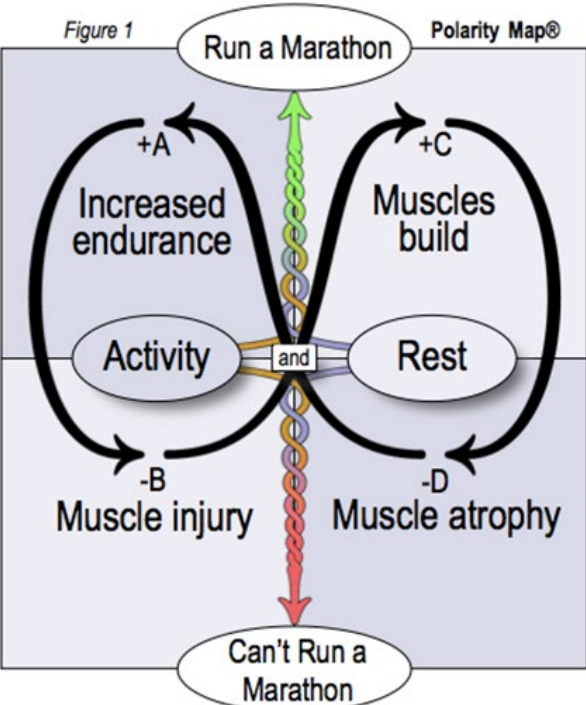 Figure 1
Run a Marathon
Polarity Map®
+A
Increased
endurance
+C
Muscles
build
Activity
and
Rest
-B
Muscle injury
-D
Muscle atrophy
Can't Run a
Marathon